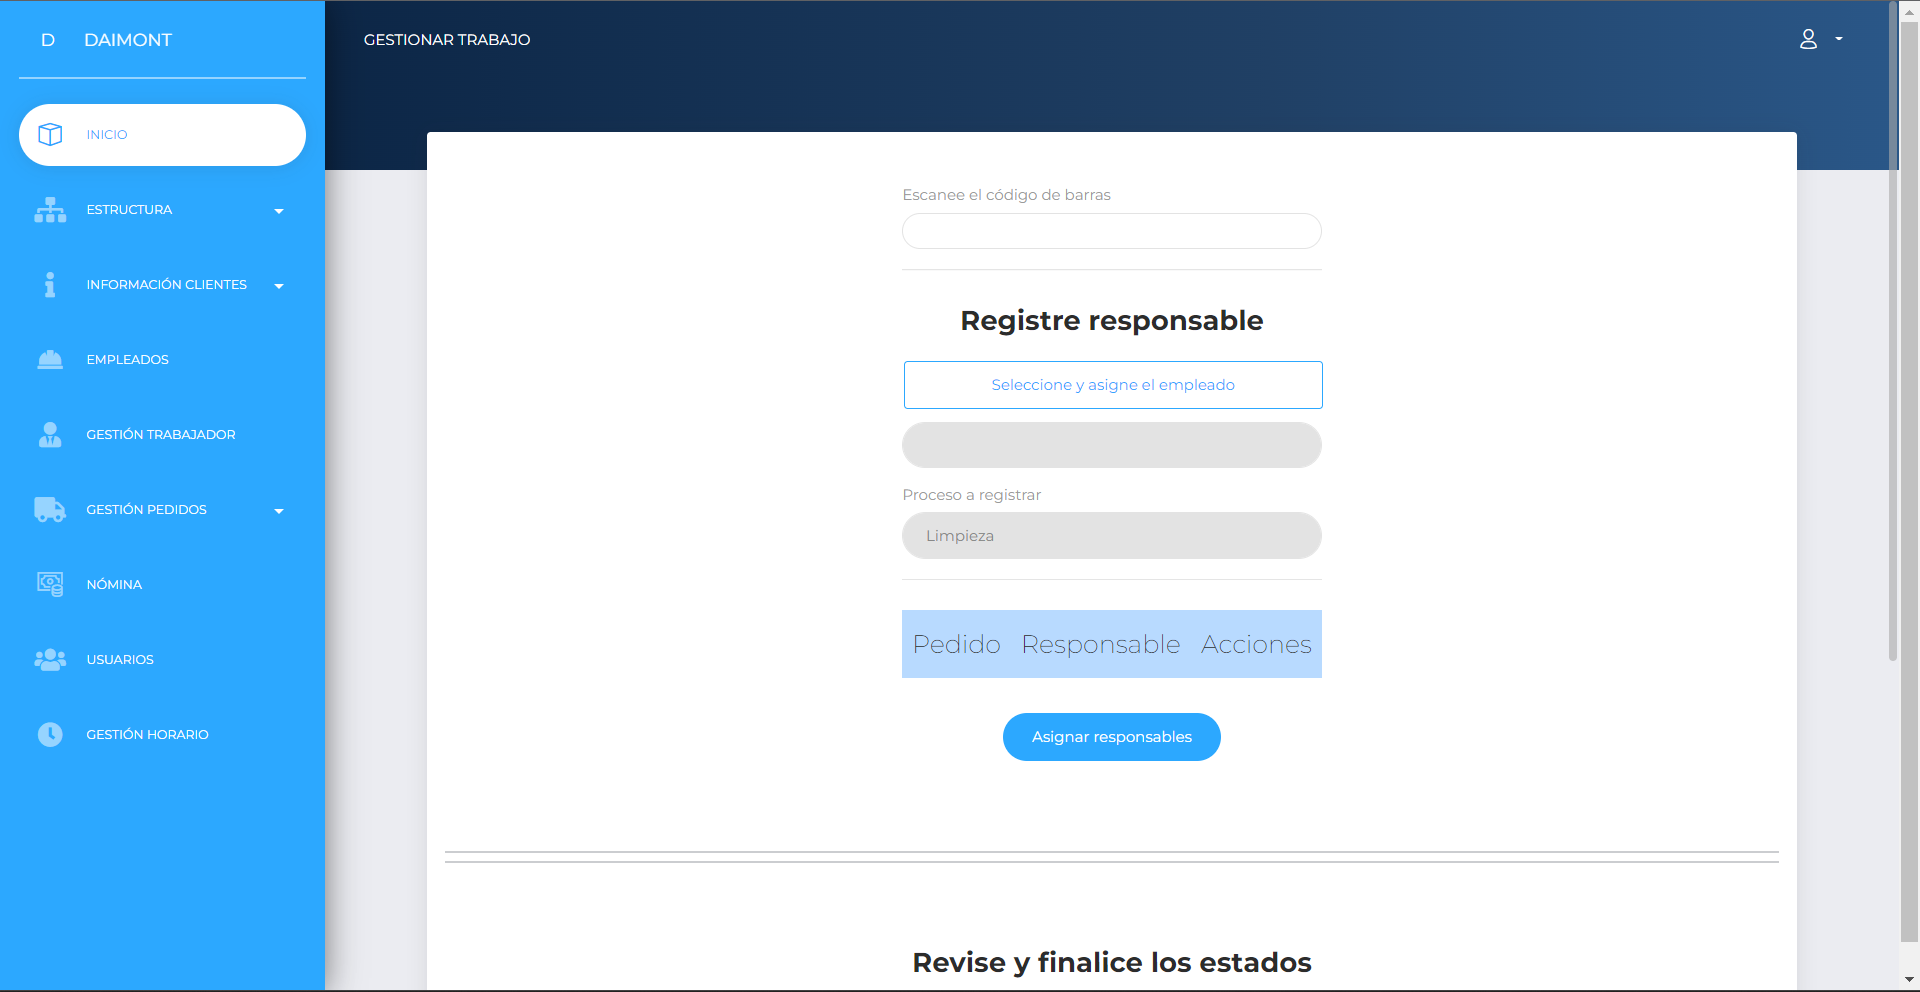 D DAIMONT
INICIO
ESTRUCTURA
INFORMACIÓN CLIENTES
EMPLEADOS
GESTIÓN TRABAJADOR
GESTIÓN PEDIDOS
NÓMINA
USUARIOS
GESTIÓN HORARIO
GESTIONAR TRABAJO
Escanee el código de barras
Registre responsable
Seleccione y asigne el empleado
Proceso a registrar
Limpieza
Pedido Responsable Acciones
Asignar responsables
Revise y finalice los estados